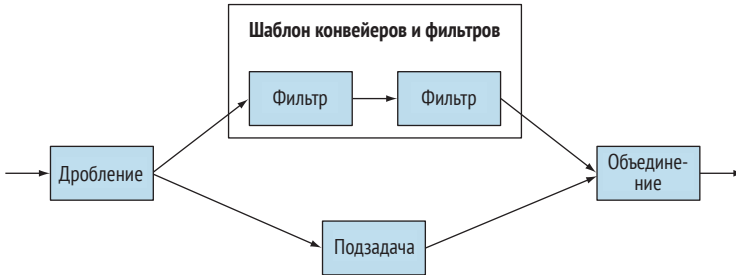 Шаблон конвейеров и фильтров
Фильтр
Фильтр
Дробление
Объедине-
ние
Подзадача